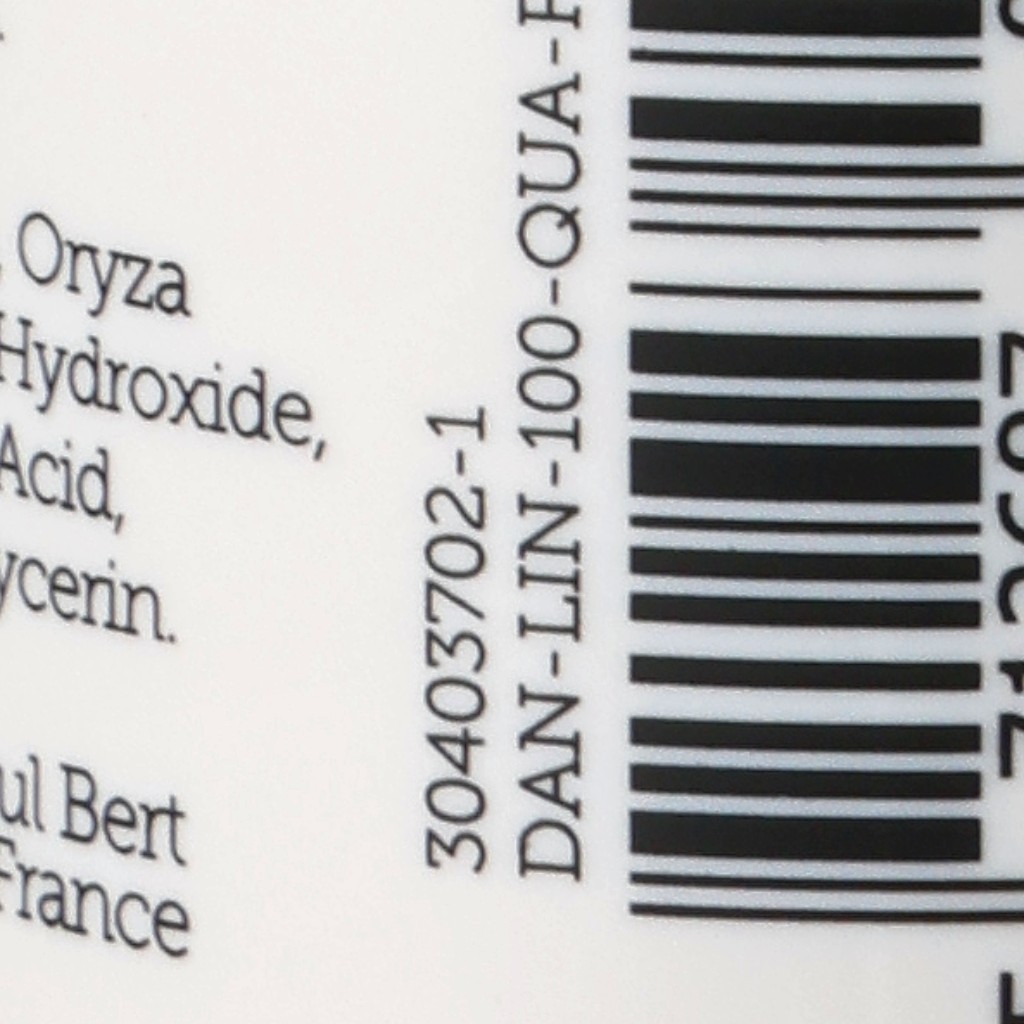 Oryza
Hydroxide,
Acid,
ycerin.
ul Bert
France
30403702-1
DAN-LIN-100-QUA-F